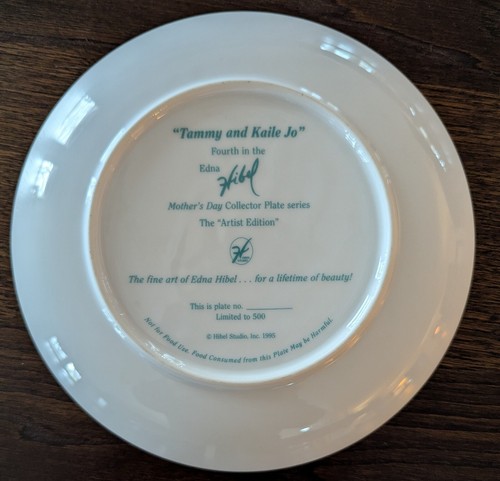 "Tammy and Kaile Jo"
Fourth in the
Edna Hibel
Mother's Day Collector Plate series
The "Artist Edition"
The fine art of Edna Hibel . . . for a lifetime of beauty!
This is plate no. ___________
Limited to 500
© Hibel Studio, Inc. 1990.
Not for Food Use. Food Consumed from this Plate May be Harmful.